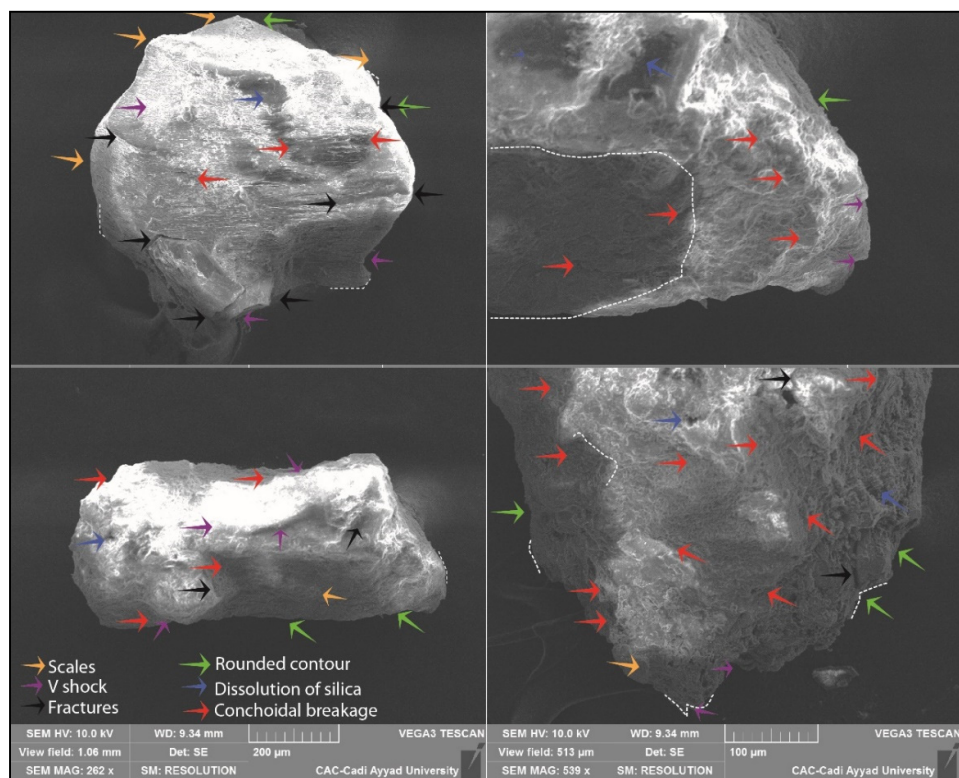 Scales
V shock
Fractures
Rounded contour
Dissolution of silica
Conchoidal breakage
SEM HV: 10.0 kV WD: 9.34 mm VEGA3 TESCAN
View field: 1.06 mm Det: SE 200 µm
SEM MAG: 262 x SM: RESOLUTION CAC-Cadi Ayyad University
SEM HV: 10.0 kV WD: 9.34 mm VEGA3 TESCAN
View field: 513 µm Det: SE 100 µm
SEM MAG: 539 x SM: RESOLUTION CAC-Cadi Ayyad University